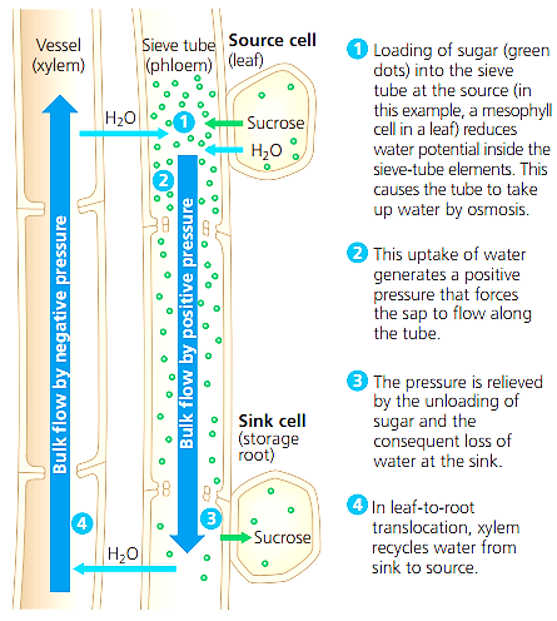 Vessel
(xylem)
Sieve tube
(phloem)
Source cell
(leaf)
H₂O
1
Sucrose
H₂O
2
Bulk flow by negative pressure
Bulk flow by positive pressure
Sink cell
(storage
root)
4
3
Sucrose
H₂O
1 Loading of sugar (green
dots) into the sieve
tube at the source (in
this example, a mesophyll
cell in a leaf) reduces
water potential inside the
sieve-tube elements. This
causes the tube to take
up water by osmosis.
2 This uptake of water
generates a positive
pressure that forces
the sap to flow along
the tube.
3 The pressure is relieved
by the unloading of
sugar and the
consequent loss of
water at the sink.
4 In leaf-to-root
translocation, xylem
recycles water from
sink to source.